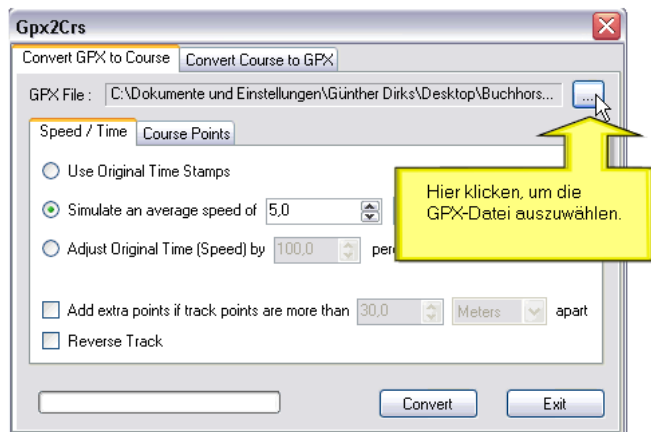 Gpx2Crs
Convert GPX to Course Convert Course to GPX
GPX File : C:\Dokumente und Einstellungen\Günther Dirks\Desktop\Buchhors... ...
Speed / Time Course Points
Use Original Time Stamps
Simulate an average speed of 5,0
Adjust Original Time (Speed) by 100,0
Hier klicken, um die
GPX-Datei auszuwählen.
Add extra points if track points are more than 30,0 Meters apart
Reverse Track
Convert Exit